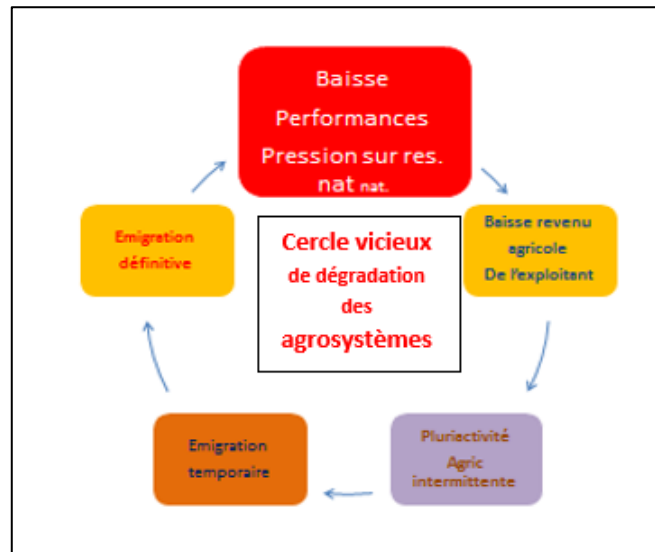 Baisse
Performances
Pression sur res.
nat nat.
Baisse revenu
agricole
De l'exploitant
Pluriactivité
Agric
intermittente
Emigration
temporaire
Emigration
définitive
Cercle vicieux
de dégradation
des
agrosystèmes